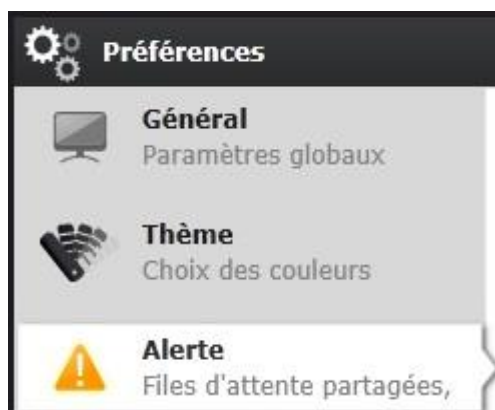 Préférences
Général
Paramètres globaux
Thème
Choix des couleurs
Alerte
Files d'attente partagées,